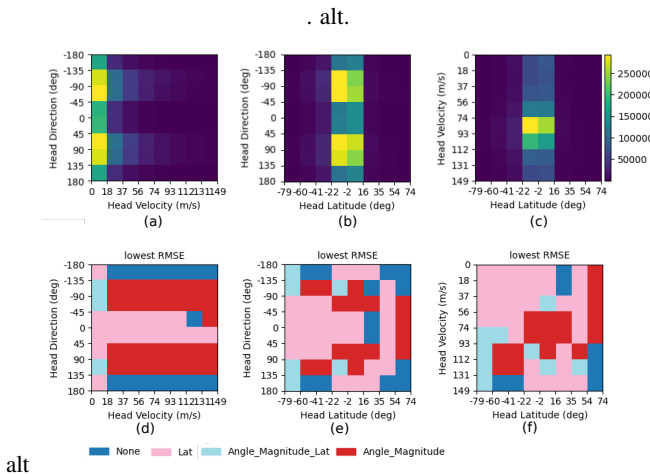 . alt.
-180
-135
-90
-45
0
45
90
135
180
Head Direction (deg)
0 18 37 56 74 93 112131149
Head Velocity (m/s)
(a)
-180
-135
-90
-45
0
45
90
135
180
Head Direction (deg)
-79-60-41-22 -2 16 35 54 74
Head Latitude (deg)
(b)
0
18
37
56
74
93
112
131
149
Head Velocity (m/s)
-79-60-41-22 -2 16 35 54 74
Head Latitude (deg)
(c)
250000
200000
150000
100000
50000
lowest RMSE
-180
-135
-90
-45
0
45
90
135
180
Head Direction (deg)
0 18 37 56 74 93 112131149
Head Velocity (m/s)
(d)
lowest RMSE
-180
-135
-90
-45
0
45
90
135
180
Head Direction (deg)
-79-60-41-22 -2 16 35 54 74
Head Latitude (deg)
(e)
lowest RMSE
0
18
37
56
74
93
112
131
149
Head Velocity (m/s)
-79-60-41-22 -2 16 35 54 74
Head Latitude (deg)
(f)
None Lat Angle_Magnitude_Lat Angle_Magnitude
alt